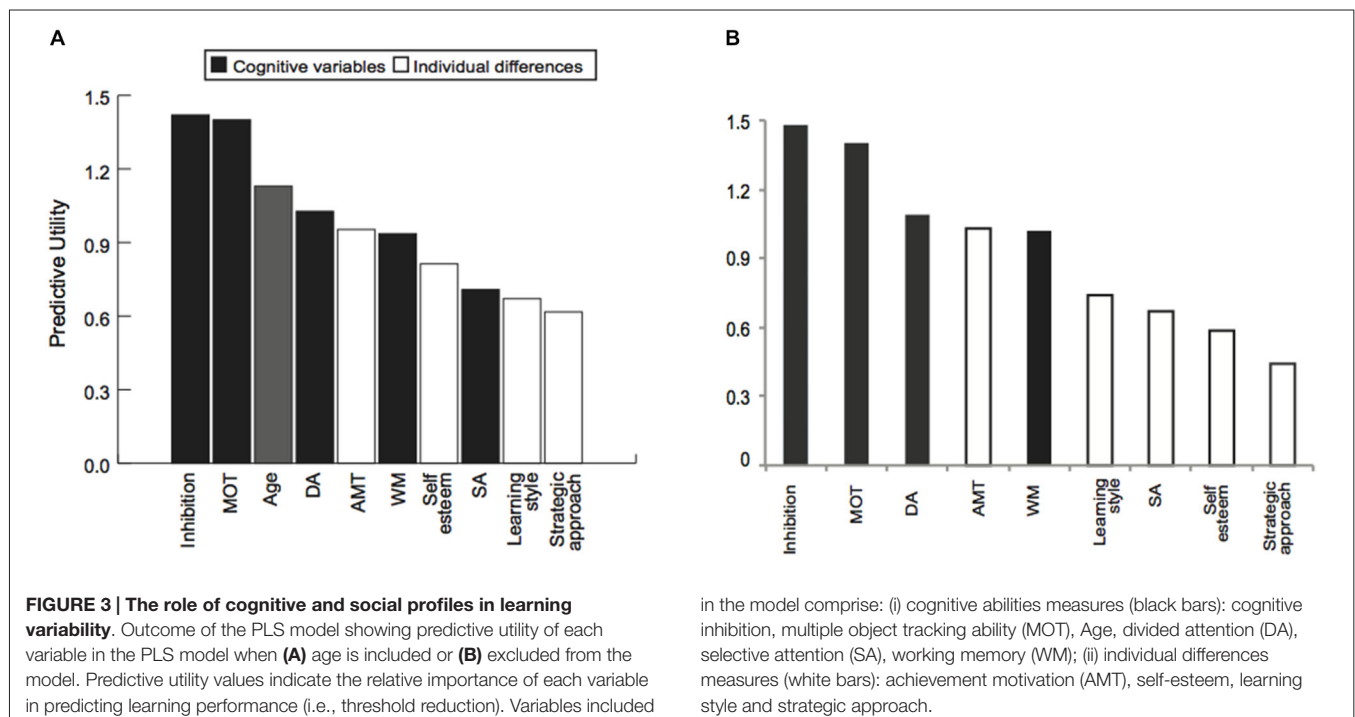 A
Cognitive variables Individual differences
1.5
1.2
0.9
0.6
0.3
0.0
Predictive Utility
Inhibition
MOT
Age
DA
AMT
WM
Self
esteem
SA
Learning
style
Strategic
approach
B
1.5
1.2
0.9
0.6
0.3
0
Inhibition
MOT
DA
AMT
WM
Learning
style
SA
Self
esteem
Strategic
approach
FIGURE 3 | The role of cognitive and social profiles in learning
variability. Outcome of the PLS model showing predictive utility of each
variable in the PLS model when (A) age is included or (B) excluded from the
model. Predictive utility values indicate the relative importance of each variable
in predicting learning performance (i.e., threshold reduction). Variables included
in the model comprise: (i) cognitive abilities measures (black bars): cognitive
inhibition, multiple object tracking ability (MOT), Age, divided attention (DA),
selective attention (SA), working memory (WM); (ii) individual differences
measures (white bars): achievement motivation (AMT), self-esteem, learning
style and strategic approach.